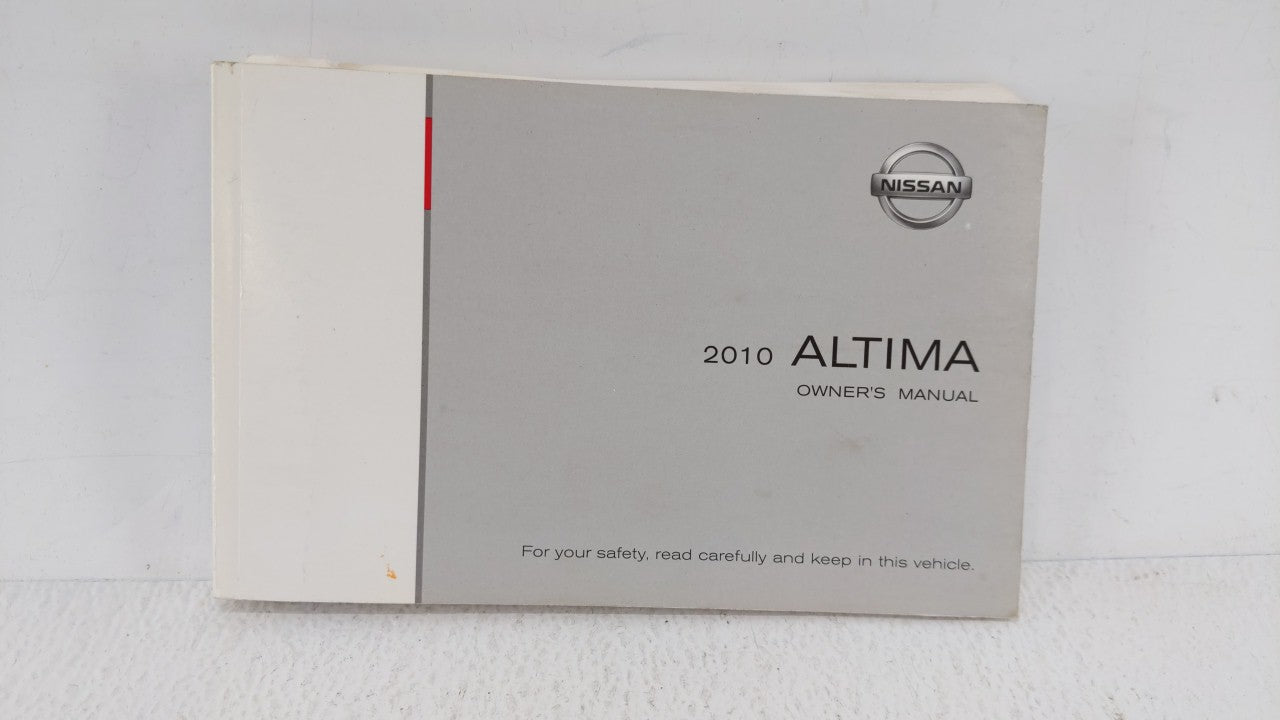 NISSAN
2010 ALTIMA
OWNER'S MANUAL
For your safety, read carefully and keep in this vehicle.